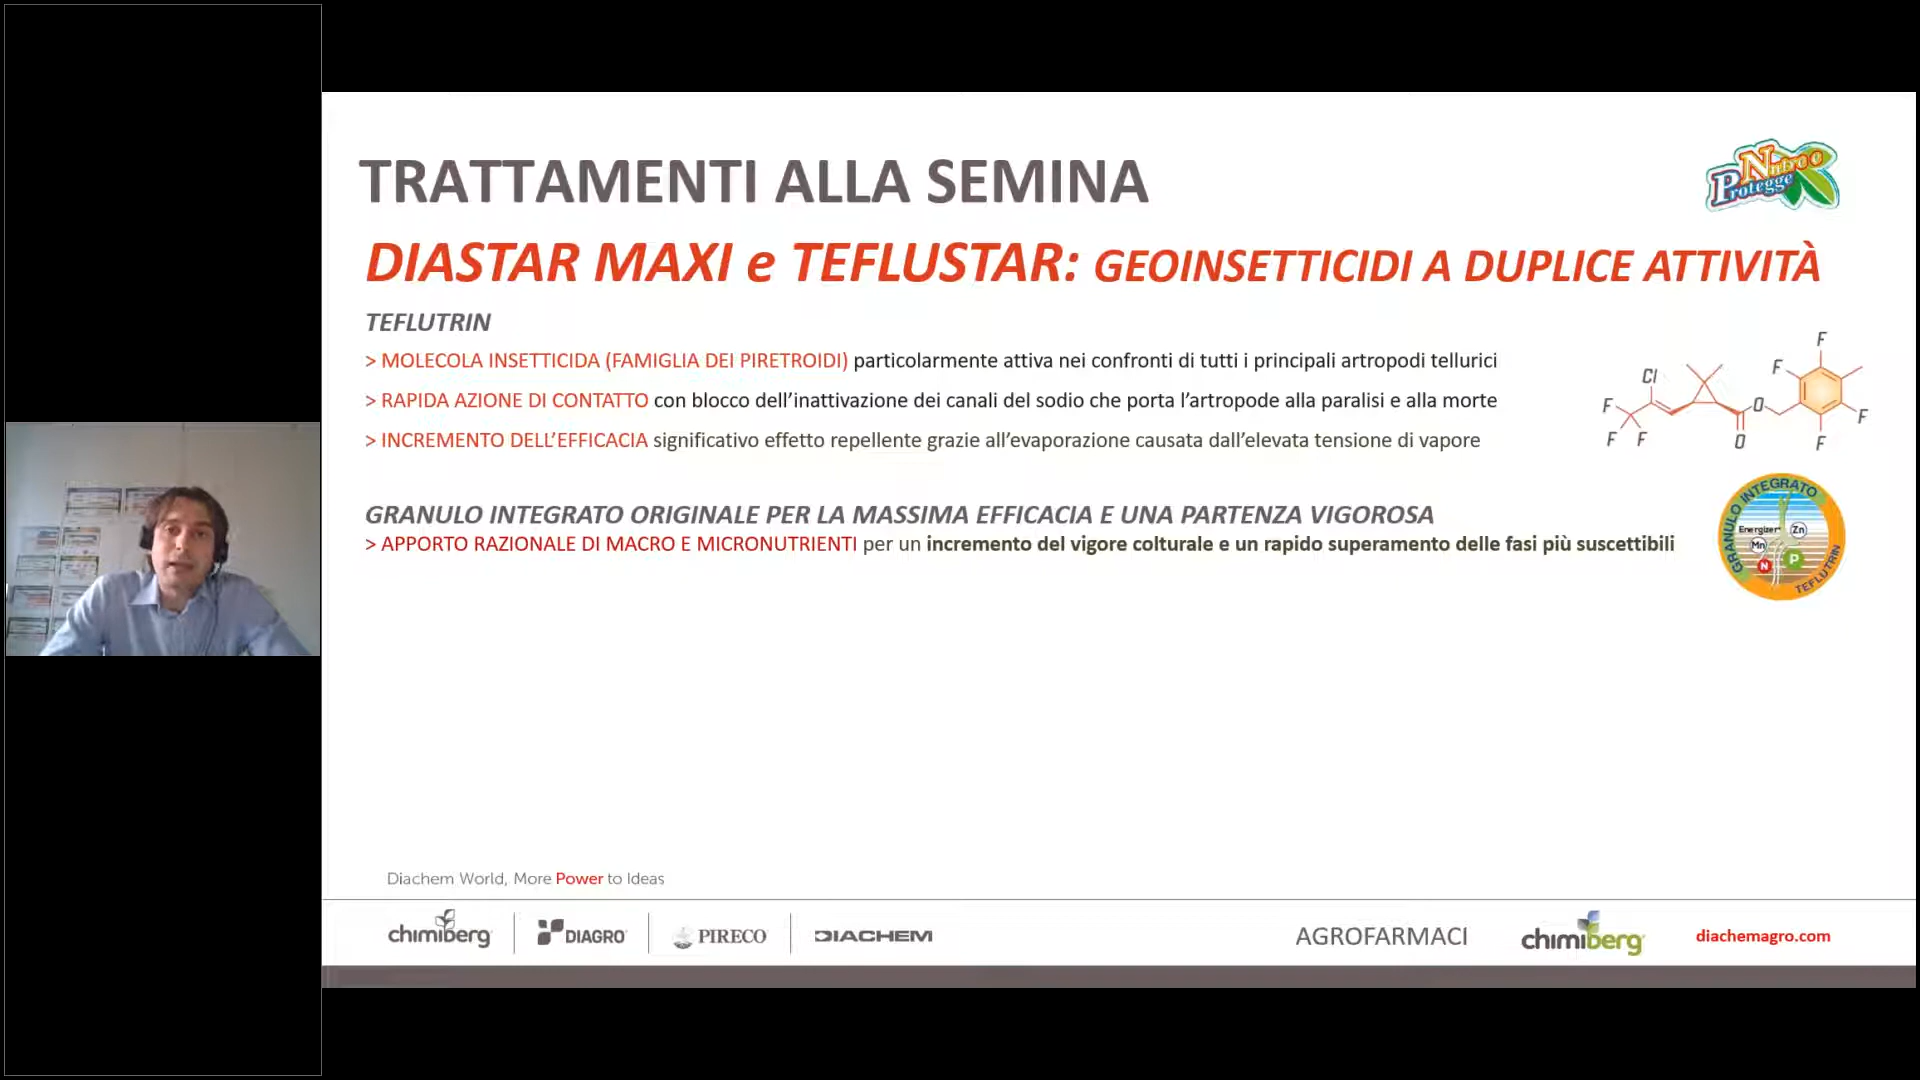 TRATTAMENTI ALLA SEMINA
Nutre e
Protegge
DIASTAR MAXI e TEFLUSTAR: GEOINSETTICIDI A DUPLICE ATTIVITÀ
TEFLUTRIN
> MOLECOLA INSETTICIDA (FAMIGLIA DEI PIRETROIDI) particolarmente attiva nei confronti di tutti i principali artropodi tellurici
> RAPIDA AZIONE DI CONTATTO con blocco dell'inattivazione dei canali del sodio che porta l'artropode alla paralisi e alla morte
> INCREMENTO DELL'EFFICACIA significativo effetto repellente grazie all'evaporazione causata dall'elevata tensione di vapore
F
F
Cl
F
O
F
F F
O
F
GRANULO INTEGRATO ORIGINALE PER LA MASSIMA EFFICACIA E UNA PARTENZA VIGOROSA
> APPORTO RAZIONALE DI MACRO E MICRONUTRIENTI per un incremento del vigore colturale e un rapido superamento delle fasi più suscettibili
GRANULO INTEGRATO
Energizer
Zn
Mn
P
N
TEFLUTRIN
Diachem World, More Power to Ideas
chimiberg
DIAGRO
PIRECO
DIACHEM
AGROFARMACI
chimiberg
diachemagro.com